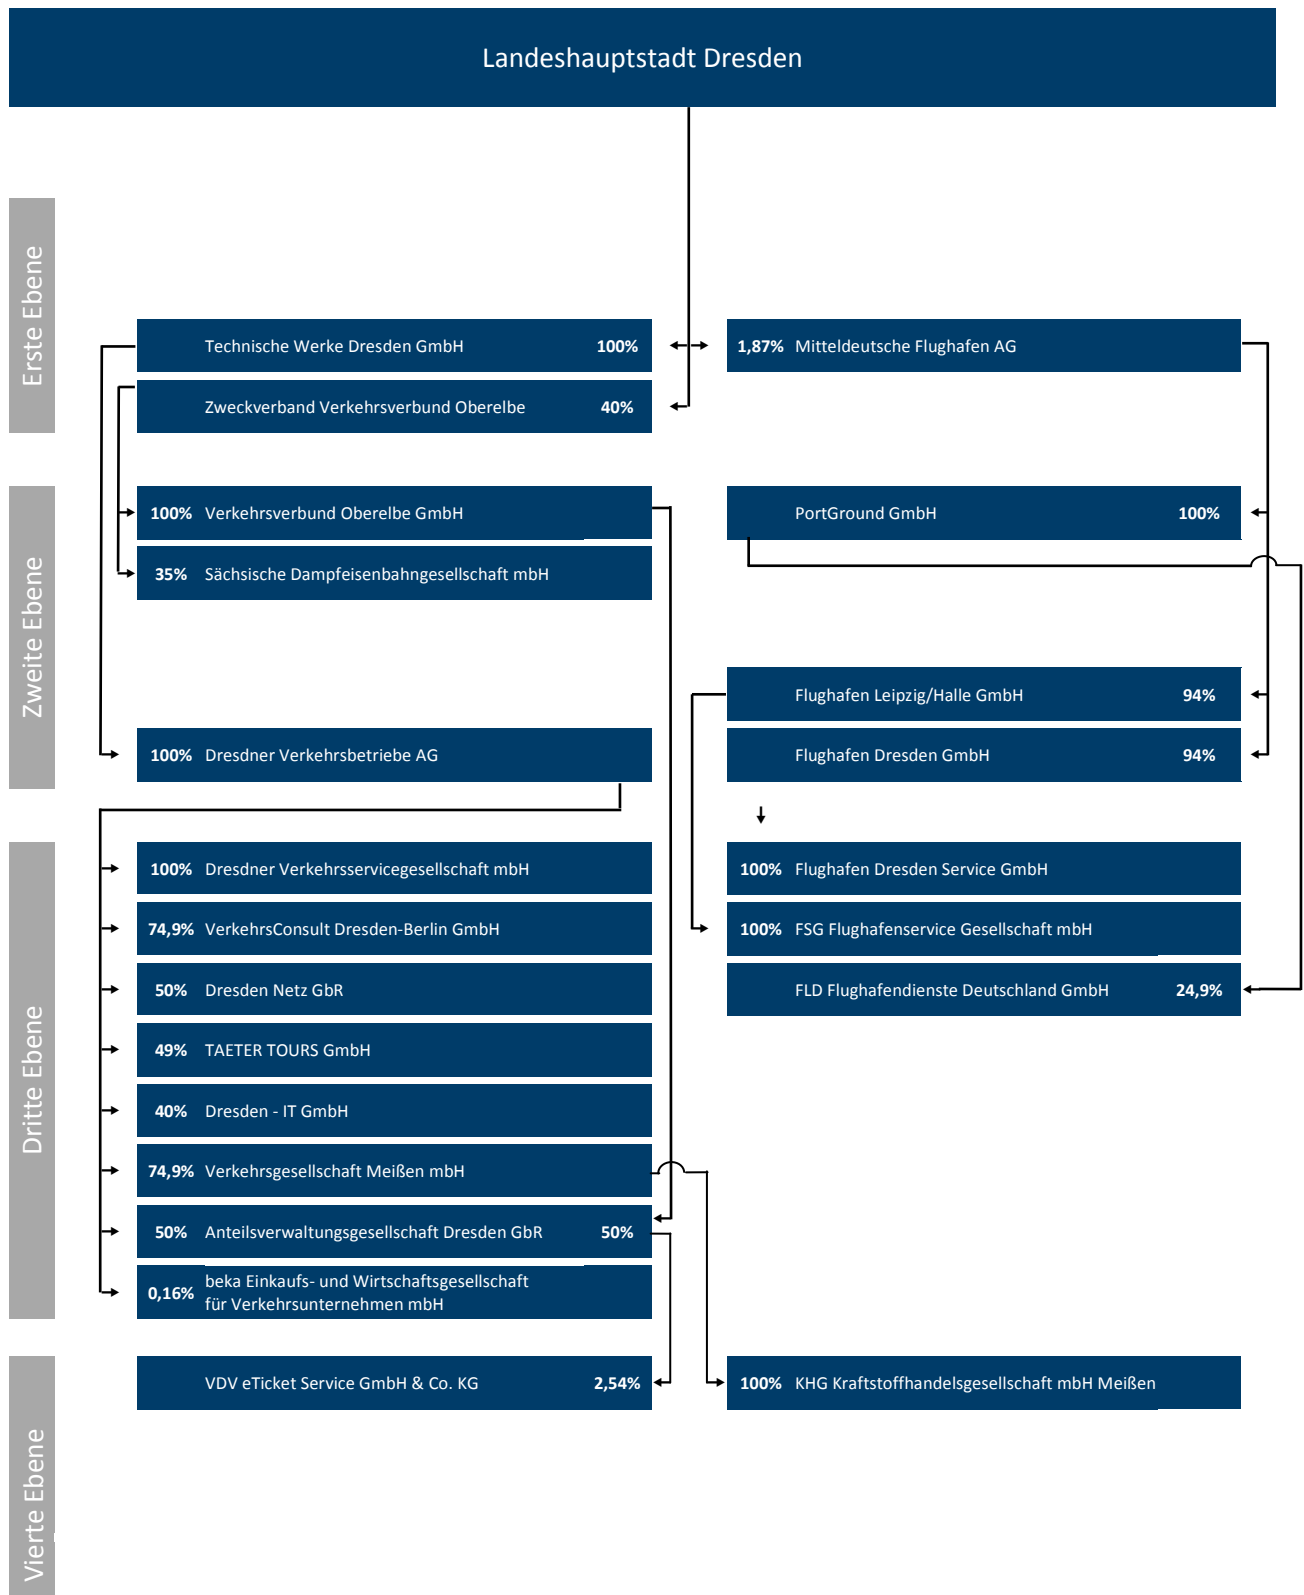 Landeshauptstadt Dresden
Erste Ebene
Technische Werke Dresden GmbH 100%
1,87% Mitteldeutsche Flughafen AG
Zweckverband Verkehrsverbund Oberelbe 40%
Zweite Ebene
100% Verkehrsverbund Oberelbe GmbH
PortGround GmbH 100%
35% Sächsische Dampfeisenbahngesellschaft mbH
Flughafen Leipzig/Halle GmbH 94%
100% Dresdner Verkehrsbetriebe AG
Flughafen Dresden GmbH 94%
Dritte Ebene
100% Dresdner Verkehrsservicegesellschaft mbH
100% Flughafen Dresden Service GmbH
74,9% VerkehrsConsult Dresden-Berlin GmbH
100% FSG Flughafenservice Gesellschaft mbH
50% Dresden Netz GbR
FLD Flughafendienste Deutschland GmbH 24,9%
49% TAETER TOURS GmbH
40% Dresden - IT GmbH
74,9% Verkehrsgesellschaft Meißen mbH
50% Anteilsverwaltungsgesellschaft Dresden GbR 50%
0,16% beka Einkaufs- und Wirtschaftsgesellschaft
für Verkehrsunternehmen mbH
Vierte Ebene
VDV eTicket Service GmbH & Co. KG 2,54%
100% KHG Kraftstoffhandelsgesellschaft mbH Meißen